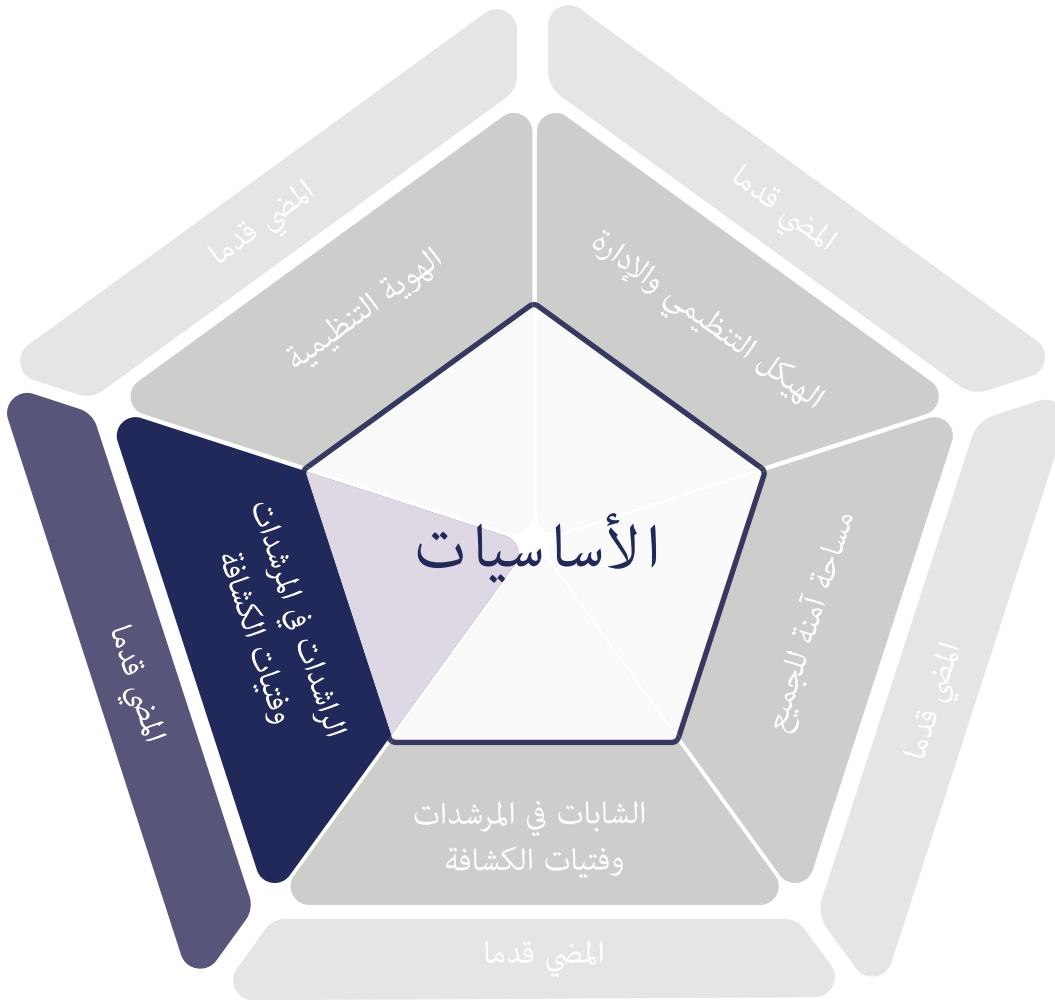 المضي قدما
المضي قدما
الهوية التنظيمية
الهيكل التنظيمي والإدارة
الأساسيات
الراشدات في المرشدات
وفتيات الكشافة
مساحة آمنة للجميع
المضي قدما
المضي قدما
الشابات في المرشدات
وفتيات الكشافة
المضي قدما